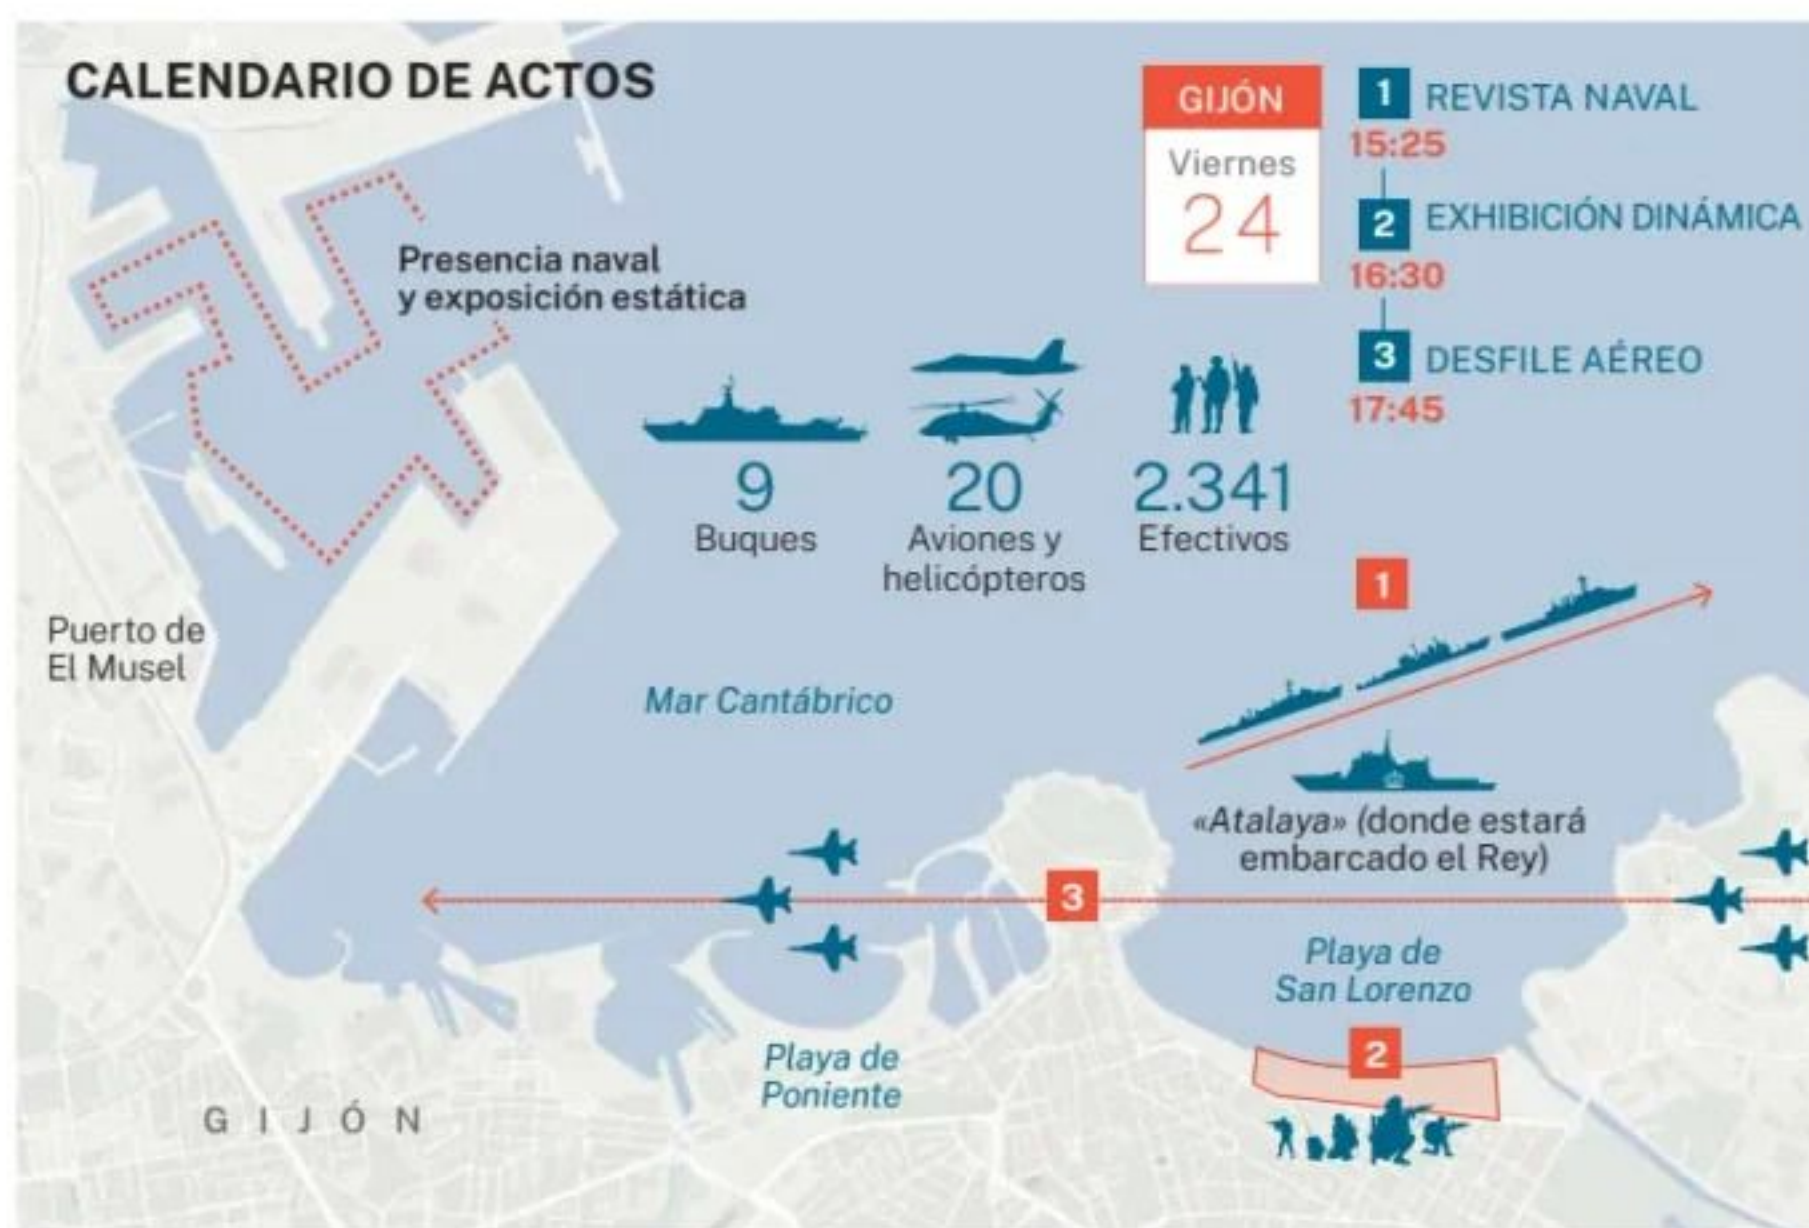 CALENDARIO DE ACTOS
GIJÓN
Viernes
24
1 REVISTA NAVAL
15:25
2 EXHIBICIÓN DINÁMICA
16:30
3 DESFILE AÉREO
17:45
Presencia naval
y exposición estática
9
Buques
20
Aviones y
helicópteros
2.341
Efectivos
Puerto de
El Musel
Mar Cantábrico
1
«Atalaya» (donde estará
embarcado el Rey)
3
Playa de
San Lorenzo
2
Playa de
Poniente
GIJÓN